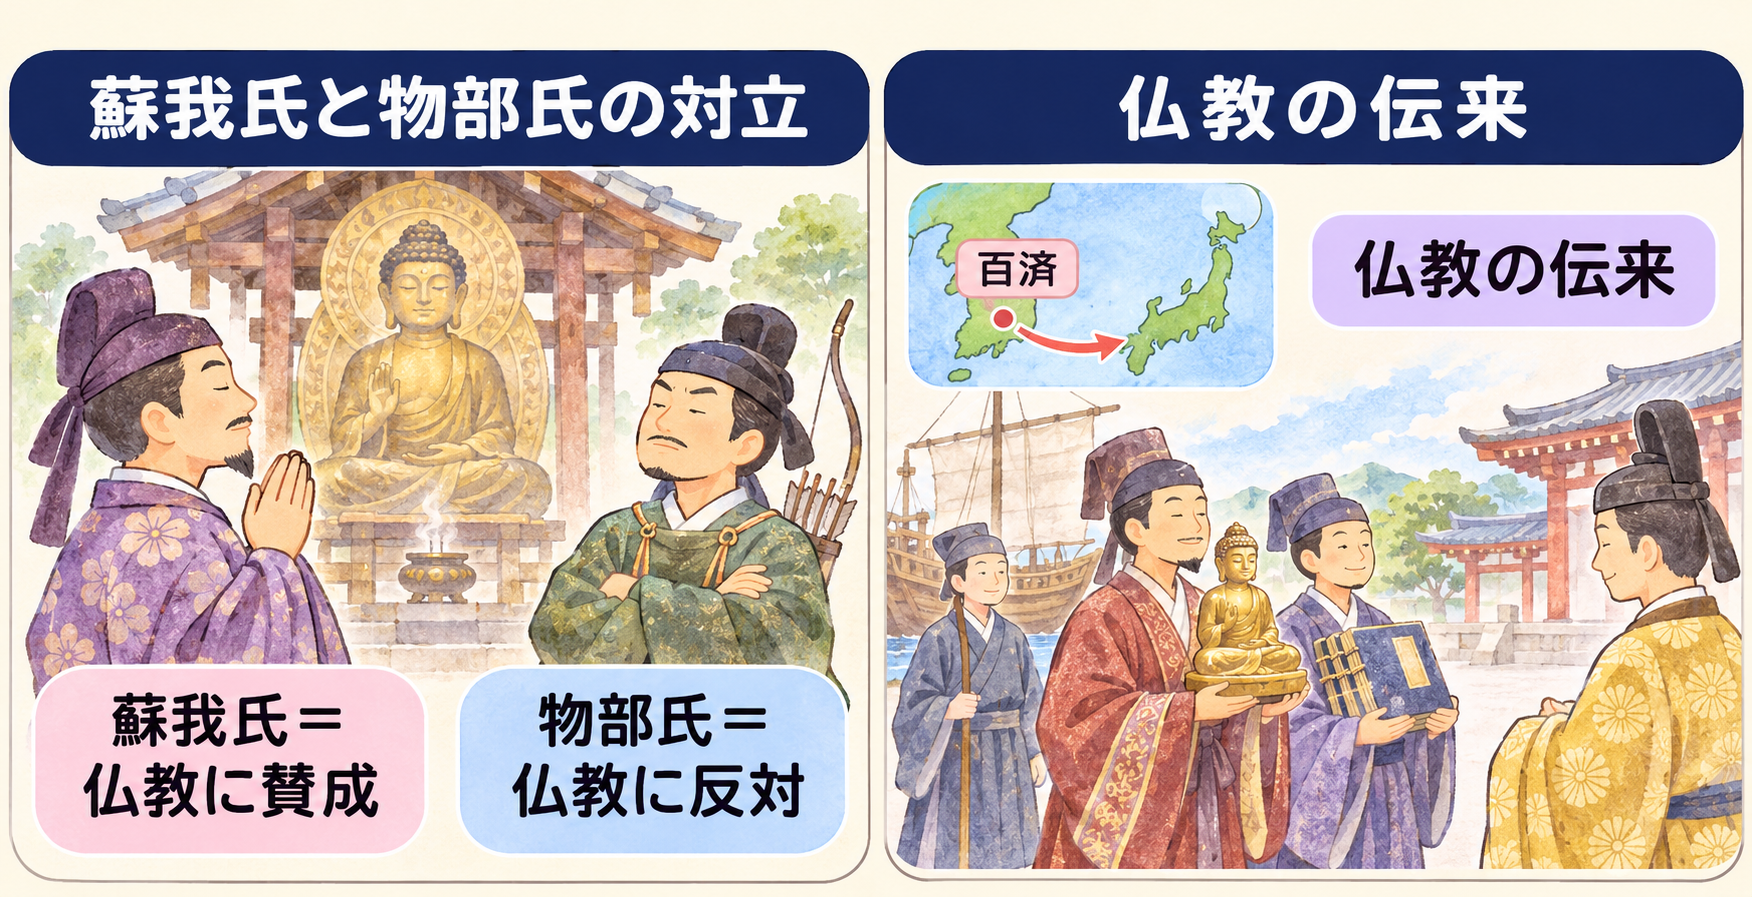 蘇我氏と物部氏の対立
蘇我氏＝
仏教に賛成
物部氏＝
仏教に反対
仏教の伝来
百済
仏教の伝来